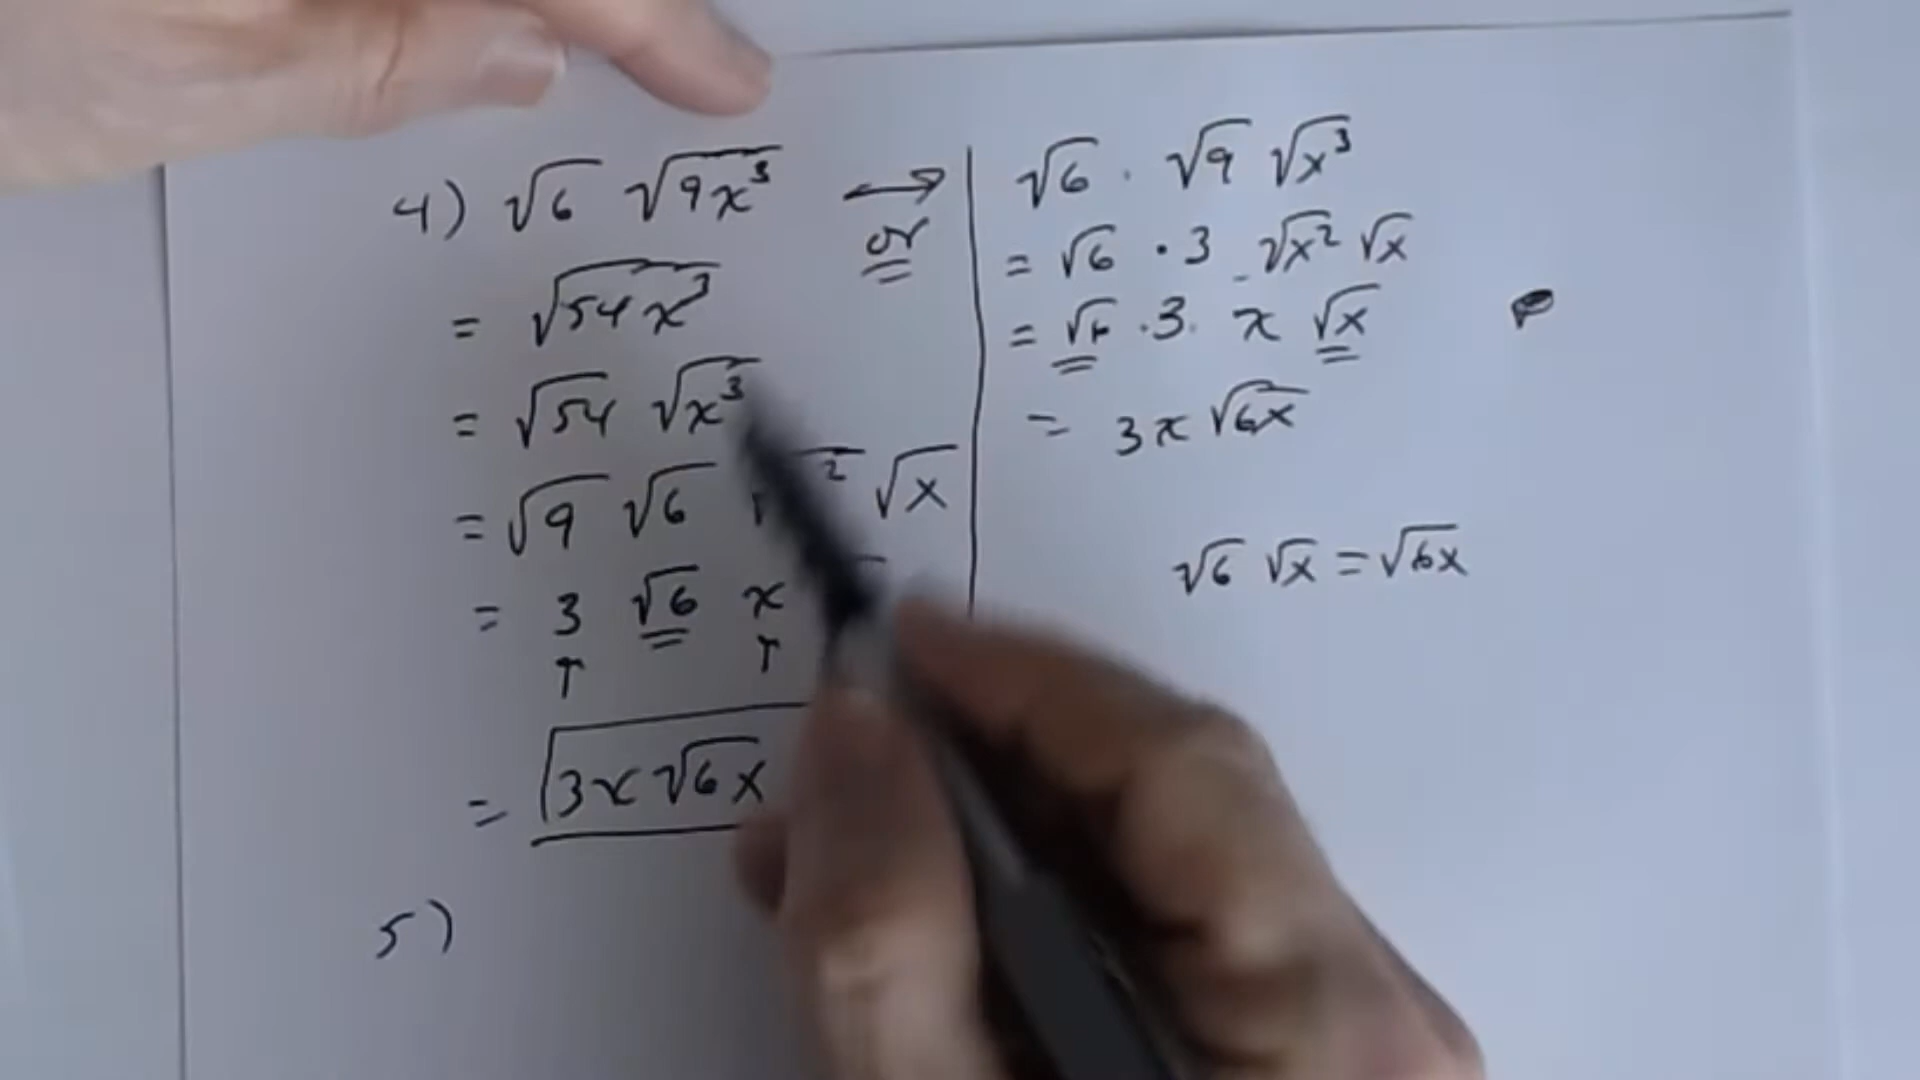 4) √6 √9x³ ⟷ or
= √54x³
= √54 √x³
= √9 √6 ² √x
= 3 √6 x
↑ ↑
= 3x√6x
5)
√6 · √9 √x³
= √6 · 3 √x² √x
= · 3 · x √x
= 3x√6x
√6 √x = √6x